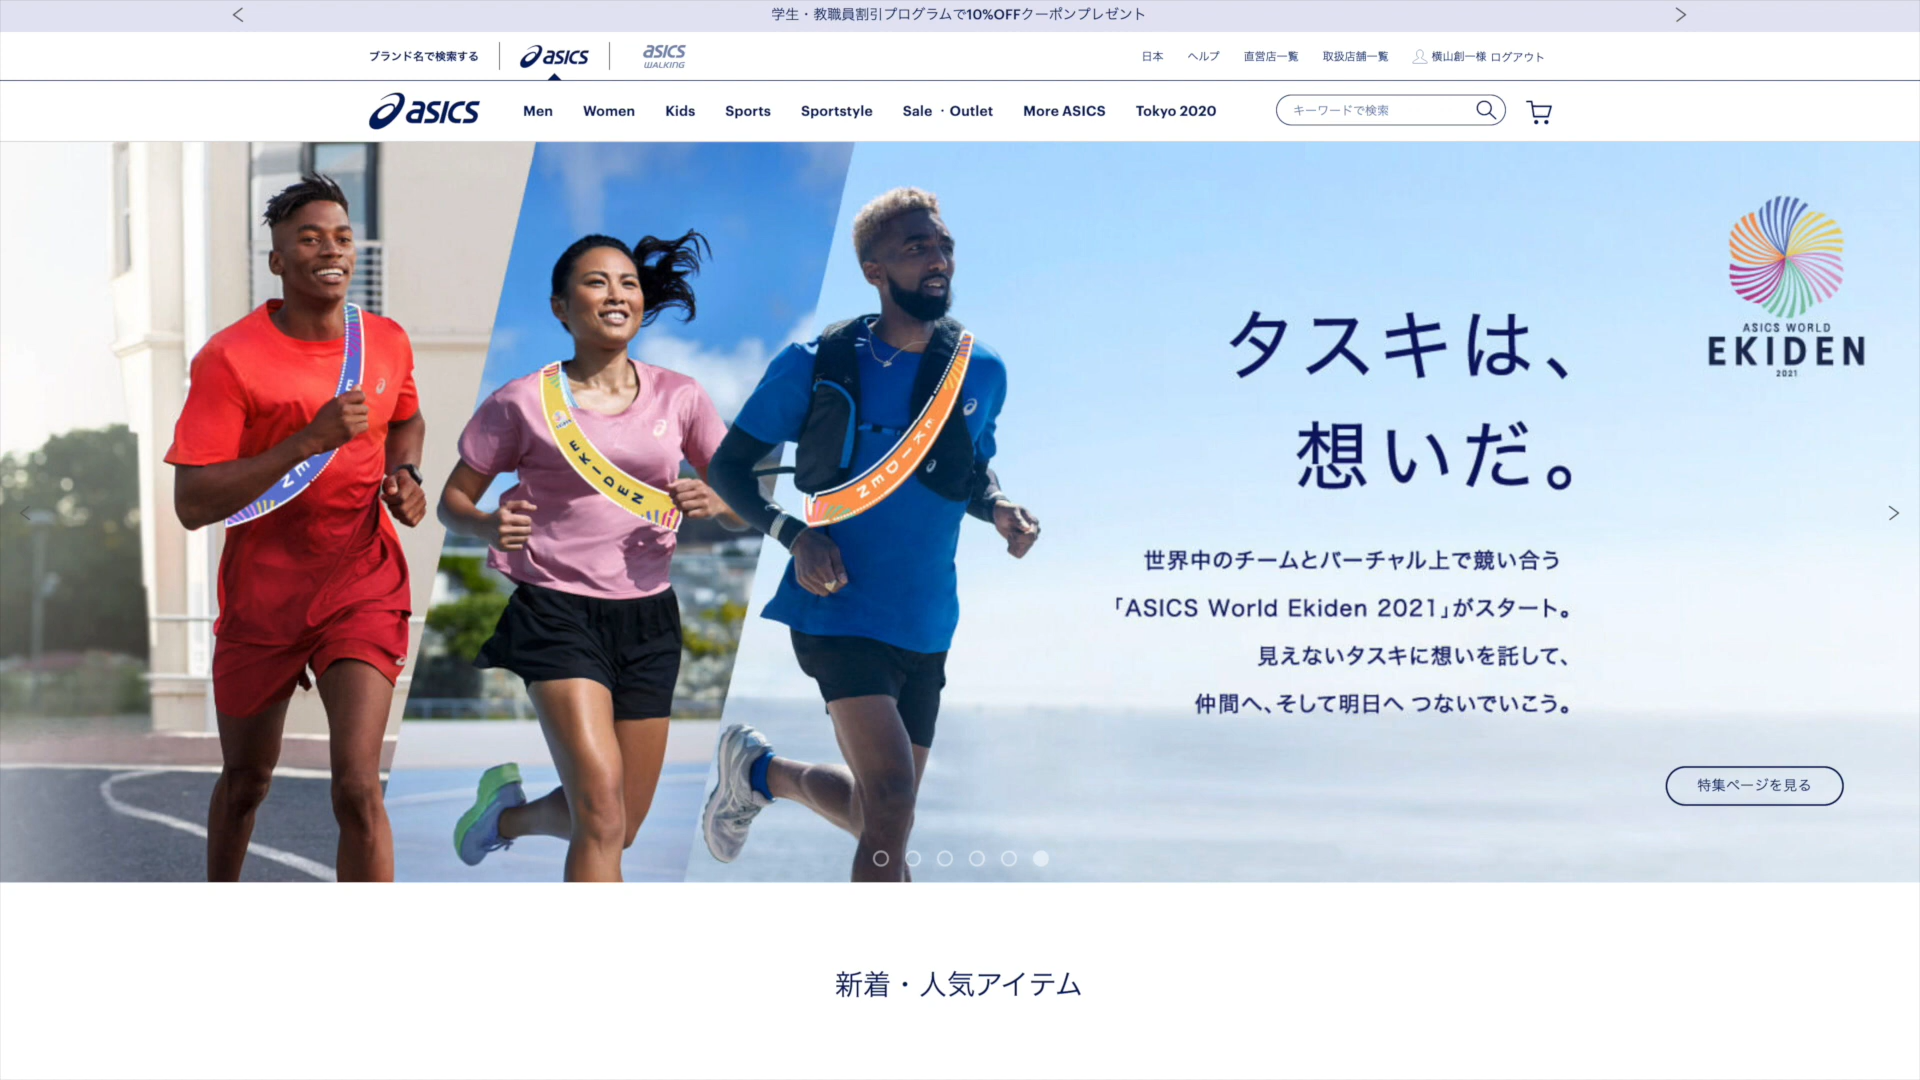 学生・教職員割引プログラムで10%OFFクーポンプレゼント
ブランド名で検索する
asics
ASICS WALKING
日本
ヘルプ
直営店一覧
取扱店舗一覧
横山創一様 ログアウト
asics
Men
Women
Kids
Sports
Sportstyle
Sale ・Outlet
More ASICS
Tokyo 2020
キーワードで検索
ASICS WORLD
EKIDEN
2021
タスキは、
想いだ。
世界中のチームとバーチャル上で競い合う
「ASICS World Ekiden 2021」がスタート。
見えないタスキに想いを託して、
仲間へ、そして明日へ つないでいこう。
特集ページを見る
EKIDEN
EKIDEN
新着・人気アイテム